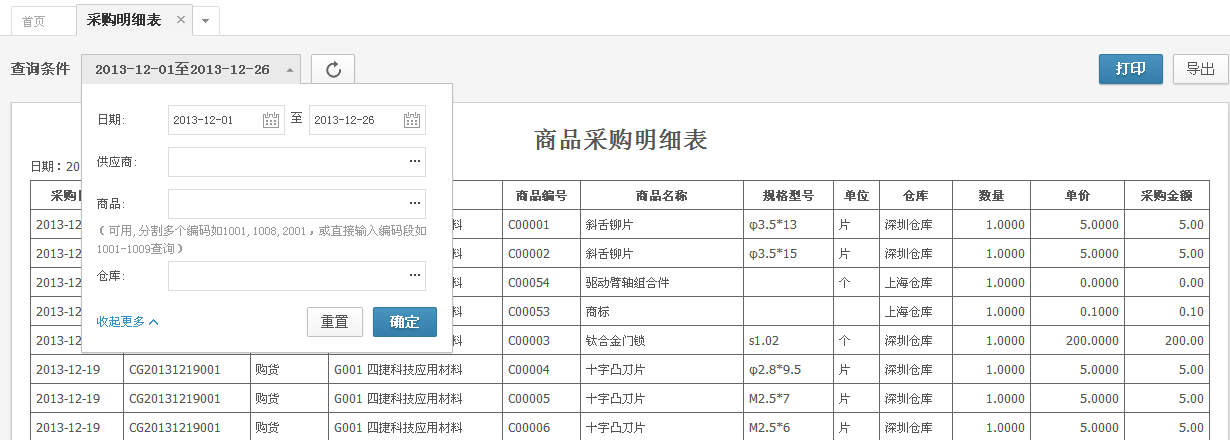 首页 采购明细表
查询条件 2013-12-01至2013-12-26 打印 导出
日期: 2013-12-01 至 2013-12-26
商品采购明细表
供应商:
日期：20
采购 商品编号 商品名称 规格型号 单位 仓库 数量 单价 采购金额
商品:
2013-12 料 C00001 斜舌铆片 φ3.5*13 片 深圳仓库 1.0000 5.0000 5.00
（可用,分割多个编码如1001,1008,2001，或直接输入编码段如
1001-1009查询）
2013-12 料 C00002 斜舌铆片 φ3.5*15 片 深圳仓库 1.0000 5.0000 5.00
仓库:
2013-12 料 C00054 驱动臂轴组合件 个 上海仓库 1.0000 0.0000 0.00
2013-12 料 C00053 商标 上海仓库 1.0000 0.1000 0.10
收起更多 重置 确定
2013-12 料 C00003 钛合金门锁 s1.02 个 深圳仓库 1.0000 200.0000 200.00
2013-12-19 CG20131219001 购货 G001 四捷科技应用材料 C00004 十字凸刀片 φ2.8*9.5 片 深圳仓库 1.0000 5.0000 5.00
2013-12-19 CG20131219001 购货 G001 四捷科技应用材料 C00005 十字凸刀片 M2.5*7 片 深圳仓库 1.0000 5.0000 5.00
2013-12-19 CG20131219001 购货 G001 四捷科技应用材料 C00006 十字凸刀片 M2.5*6 片 深圳仓库 1.0000 5.0000 5.00